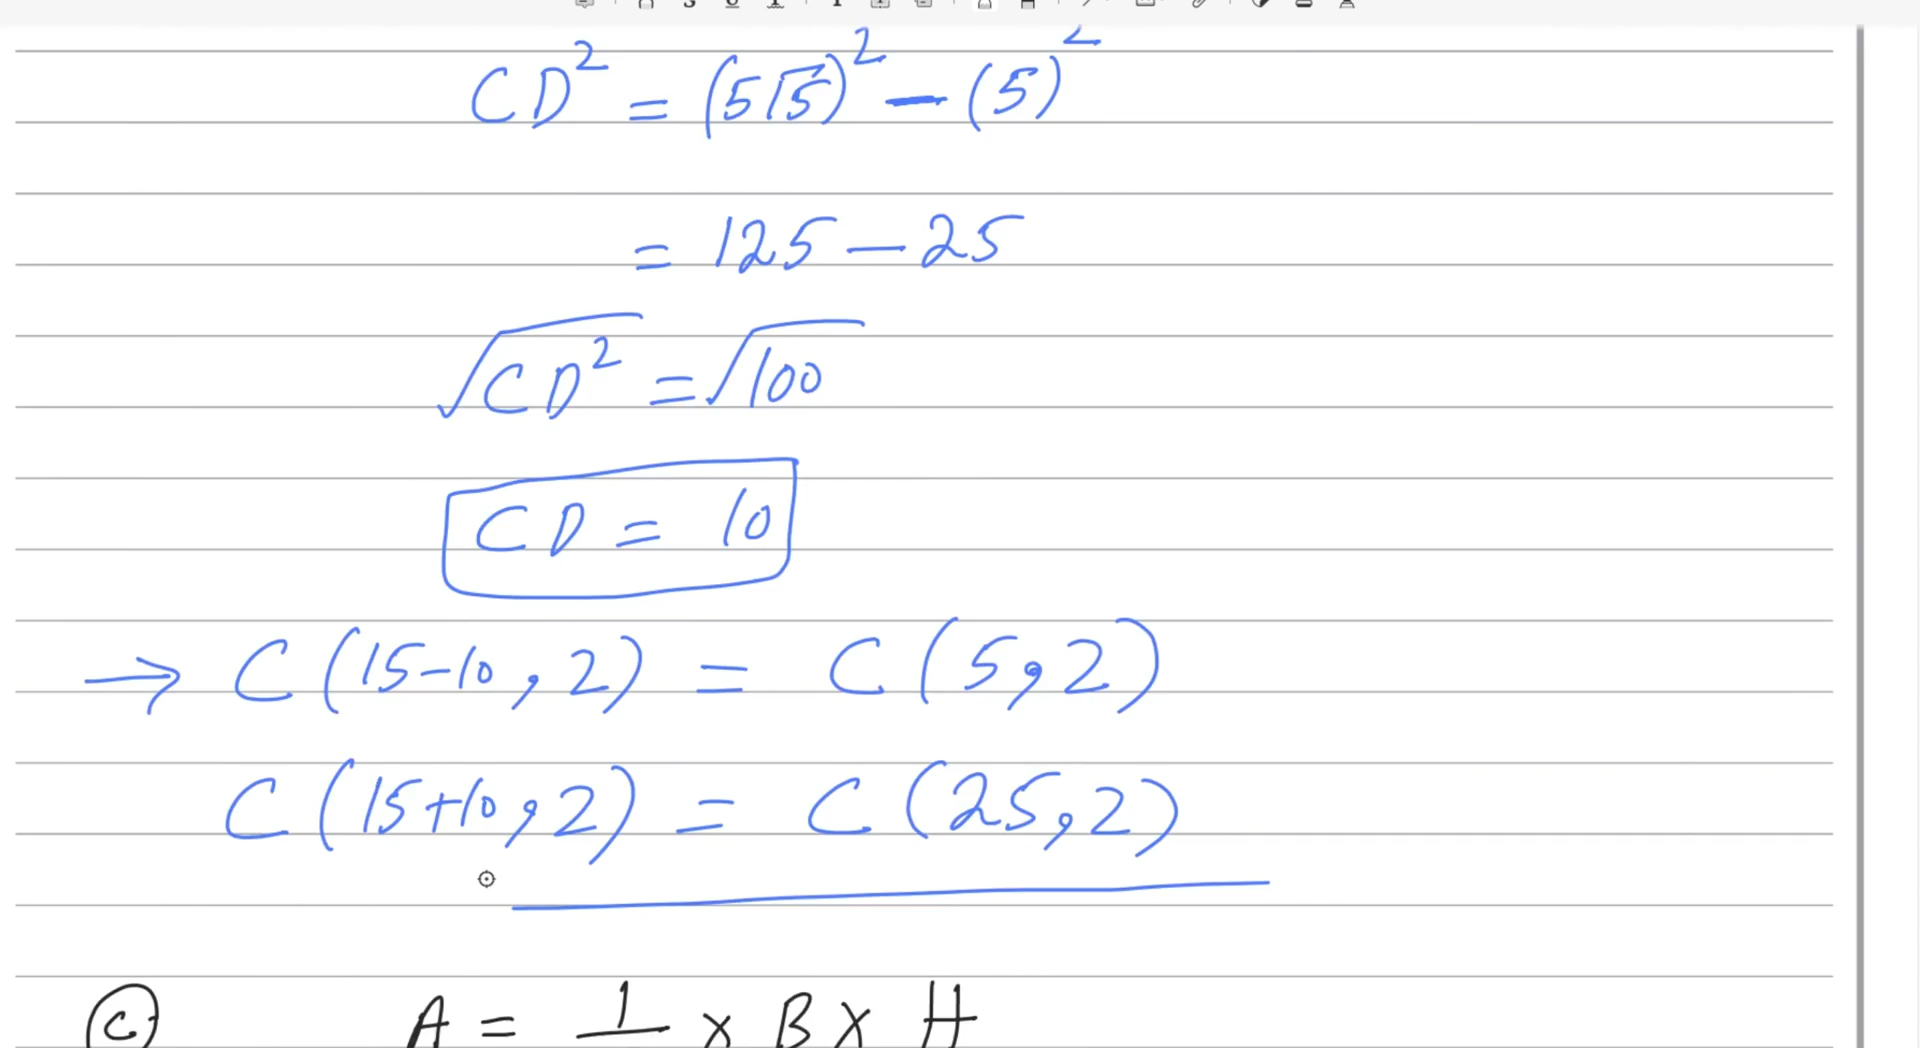 CD² = (5√5)² − (5)²
= 125 − 25
√CD² = √100
CD = 10
→ C(15-10, 2) = C(5, 2)
C(15+10, 2) = C(25, 2)
(c) A = 1 × B × H